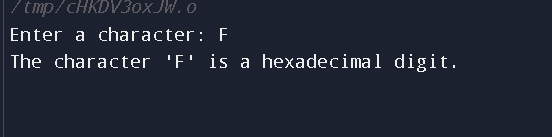 /tmp/cHKDV3oxJW.o
Enter a character: F
The character 'F' is a hexadecimal digit.